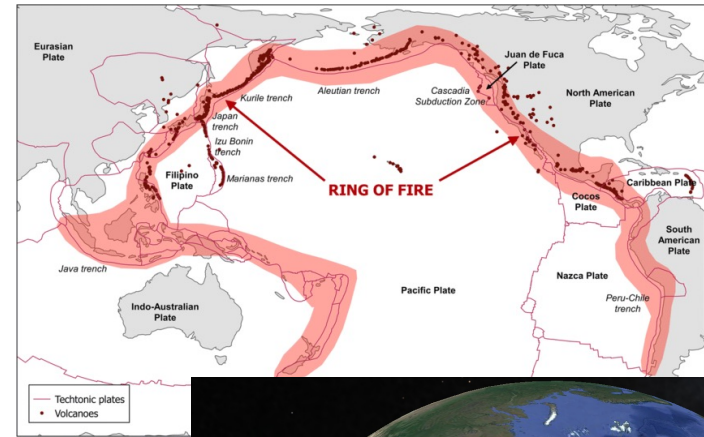 Eurasian
Plate
Juan de Fuca
Plate
North American
Plate
Kurile trench
Aleutian trench
Cascadia
Subduction Zone
Japan
trench
Izu Bonin
trench
RING OF FIRE
Filipino
Plate
Marianas trench
Caribbean Plate
Cocos
Plate
South
American
Plate
Java trench
Pacific Plate
Nazca Plate
Peru-Chile
trench
Indo-Australian
Plate
Techtonic plates
Volcanoes